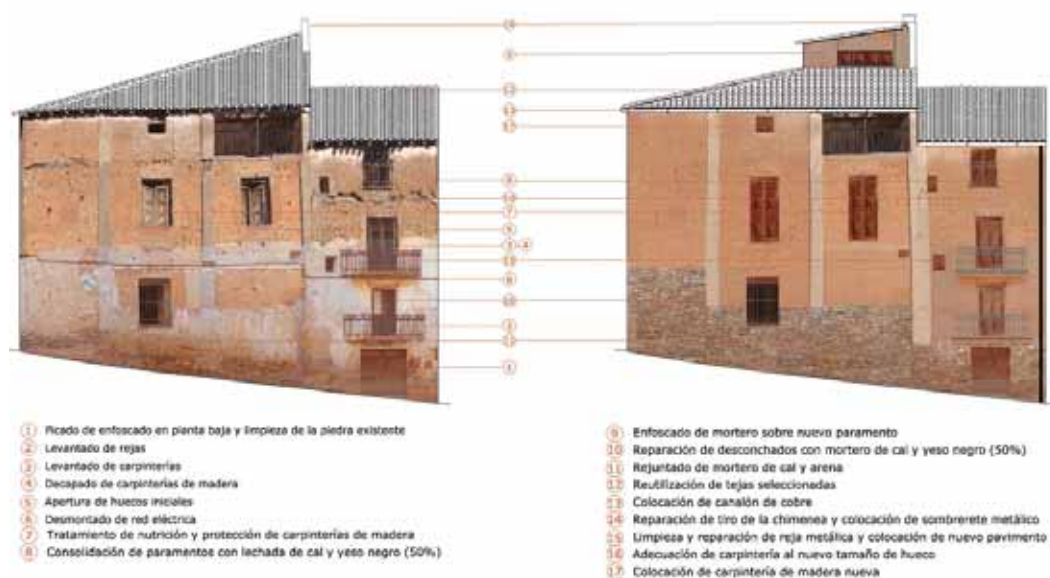 1 Picado de enfoscado en planta baja y limpieza de la piedra existente
2 Levantado de rejas
3 Levantado de carpinterías
4 Decapado de carpinterías de madera
5 Apertura de huecos iniciales
6 Desmontado de red eléctrica
7 Tratamiento de nutrición y protección de carpinterías de madera
8 Consolidación de paramentos con lechada de cal y yeso negro (50%)
9 Enfoscado de mortero sobre nuevo paramento
10 Reparación de desconchados con mortero de cal y yeso negro (50%)
11 Rejuntado de mortero de cal y arena
12 Reutilización de tejas seleccionadas
13 Colocación de canalón de cobre
14 Reparación de tiro de la chimenea y colocación de sombrerete metálico
15 Limpieza y reparación de reja metálica y colocación de nuevo pavimento
16 Adecuación de carpintería al nuevo tamaño de hueco
17 Colocación de carpintería de madera nueva